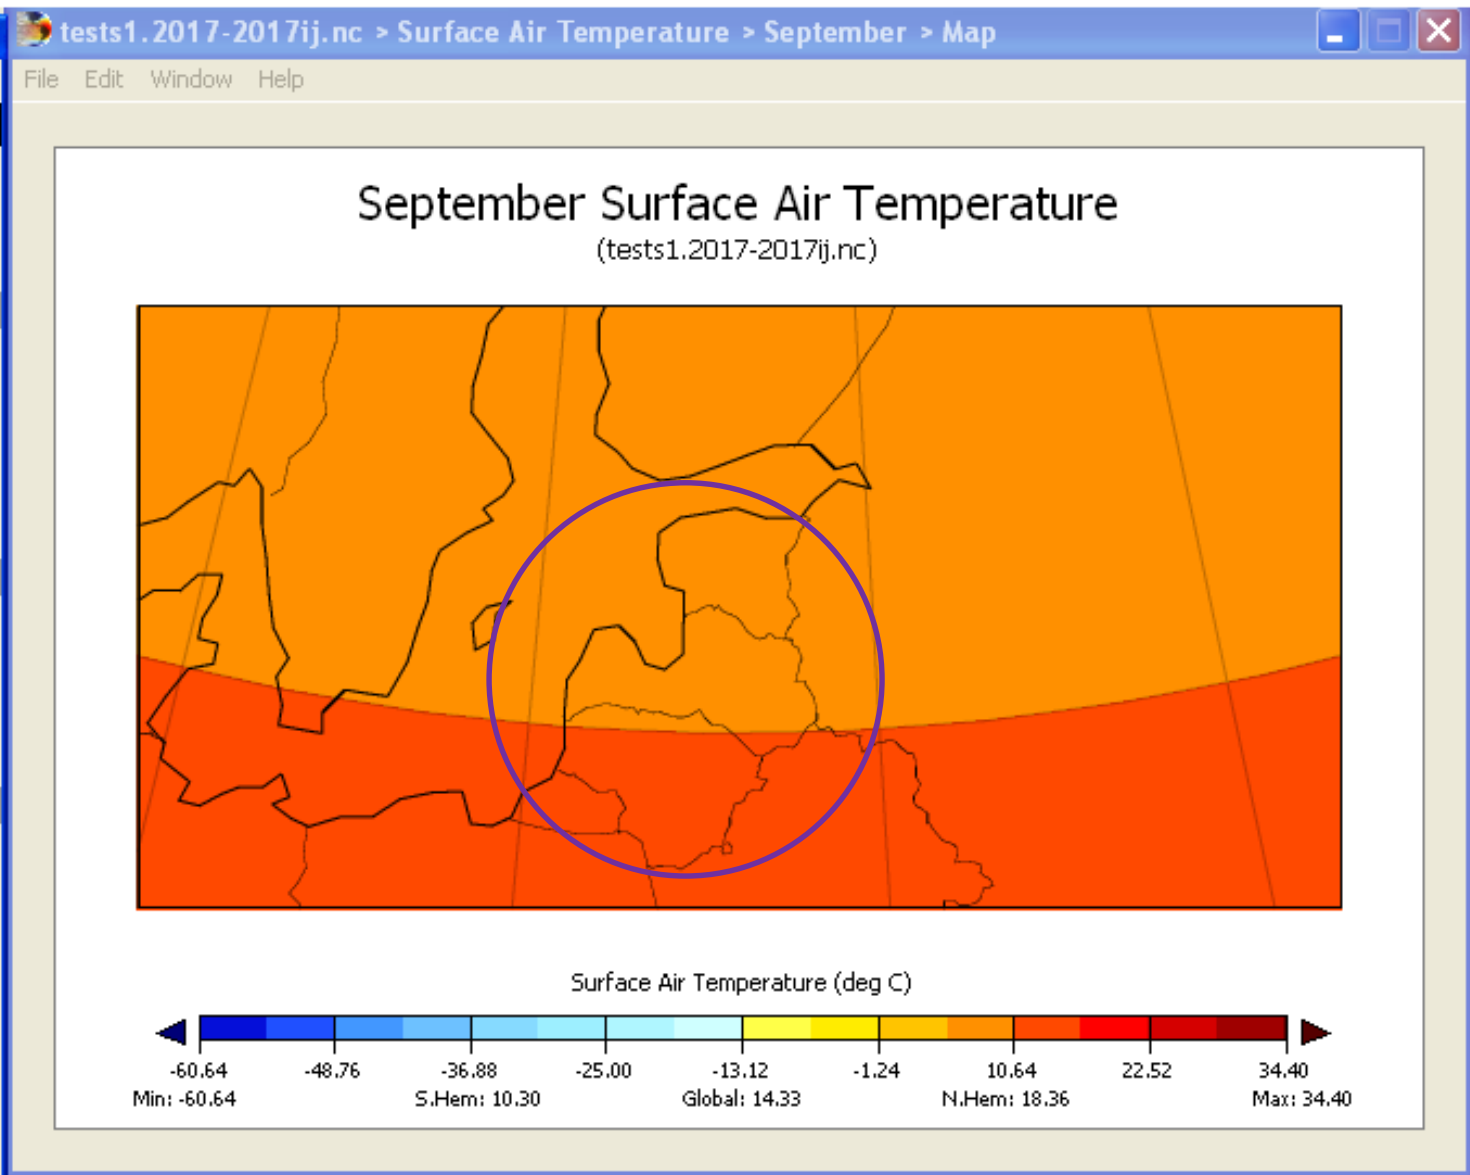 tests1.2017-2017ij.nc > Surface Air Temperature > September > Map
File Edit Window Help
September Surface Air Temperature
(tests1.2017-2017ij.nc)
Surface Air Temperature (deg C)
-60.64 -48.76 -36.88 -25.00 -13.12 -1.24 10.64 22.52 34.40
Min: -60.64 S.Hem: 10.30 Global: 14.33 N.Hem: 18.36 Max: 34.40